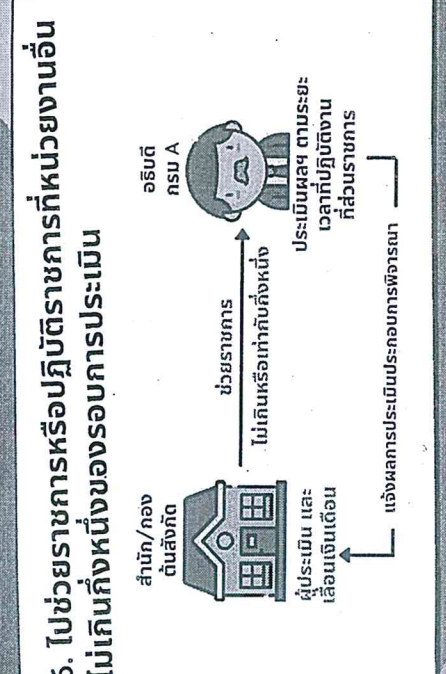 6. ไปช่วยราชการหรือปฏิบัติราชการที่หน่วยงานอื่น
ไม่เกินกึ่งหนึ่งของรอบการประเมิน
สำนัก/กอง
ต้นสังกัด
ผู้ประเมิน และ
เลื่อนเงินเดือน
ช่วยราชการ
ไม่เกินหรือเท่ากับกึ่งหนึ่ง
อธิบดี
กรม A
ประเมินผลฯ ตามระยะ
เวลาที่ปฏิบัติงาน
ที่ส่วนราชการ
แจ้งผลการประเมินประกอบการพิจารณา